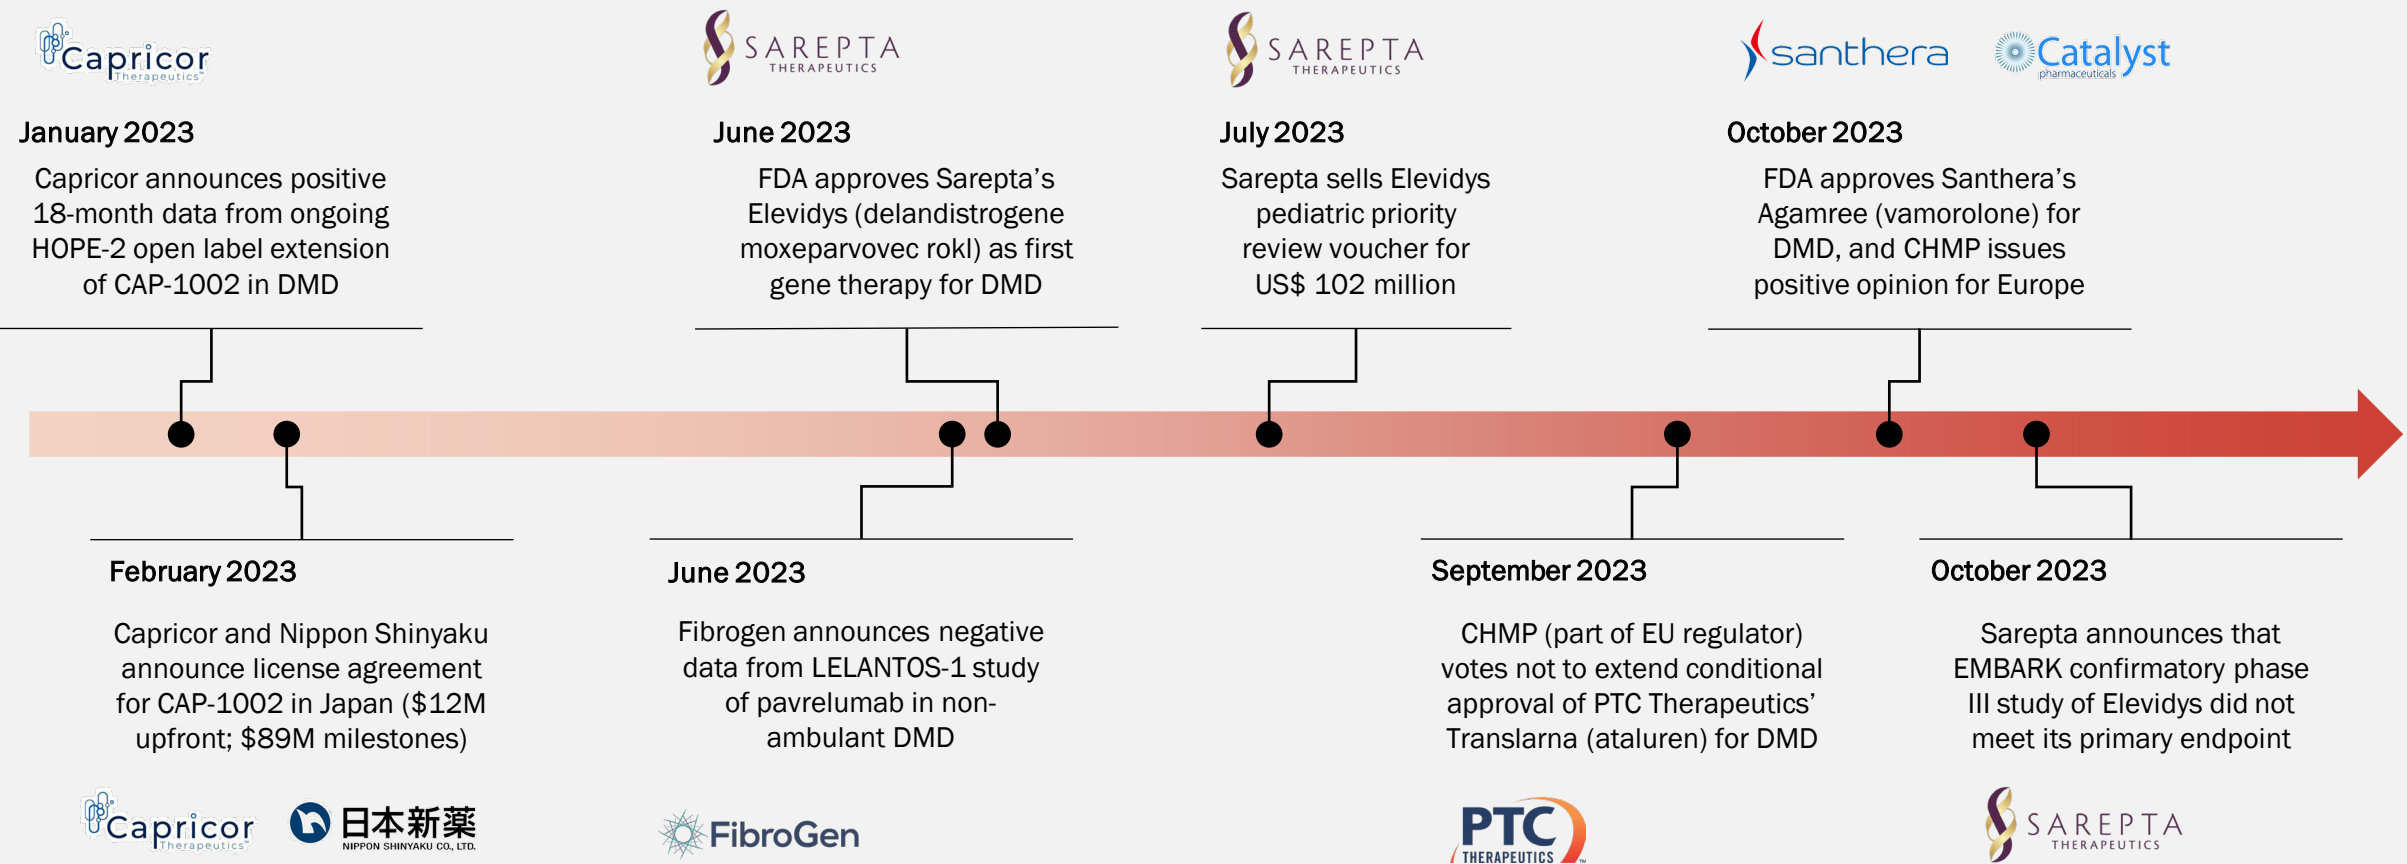 Capricor
Therapeutics
SAREPTA
THERAPEUTICS
SAREPTA
THERAPEUTICS
santhera
Catalyst
pharmaceuticals
January 2023
Capricor announces positive
18-month data from ongoing
HOPE-2 open label extension
of CAP-1002 in DMD
June 2023
FDA approves Sarepta’s
Elevidys (delandistrogene
moxeparvovec rokl) as first
gene therapy for DMD
July 2023
Sarepta sells Elevidys
pediatric priority
review voucher for
US$ 102 million
October 2023
FDA approves Santhera’s
Agamree (vamorolone) for
DMD, and CHMP issues
positive opinion for Europe
February 2023
Capricor and Nippon Shinyaku
announce license agreement
for CAP-1002 in Japan ($12M
upfront; $89M milestones)
Capricor
Therapeutics
日本新薬
NIPPON SHINYAKU CO., LTD.
June 2023
Fibrogen announces negative
data from LELANTOS-1 study
of pavrelumab in non-
ambulant DMD
FibroGen
September 2023
CHMP (part of EU regulator)
votes not to extend conditional
approval of PTC Therapeutics’
Translarna (ataluren) for DMD
PTC
THERAPEUTICS
October 2023
Sarepta announces that
EMBARK confirmatory phase
III study of Elevidys did not
meet its primary endpoint
SAREPTA
THERAPEUTICS